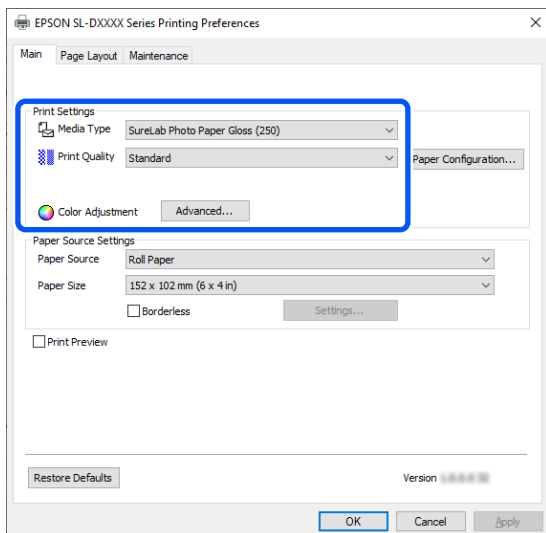 EPSON SL-DXXXX Series Printing Preferences
Main Page Layout Maintenance
Print Settings
Media Type SureLab Photo Paper Gloss (250)
Print Quality Standard Paper Configuration...
Color Adjustment Advanced...
Paper Source Settings
Paper Source Roll Paper
Paper Size 152 x 102 mm (6 x 4 in)
Borderless Settings...
Print Preview
Restore Defaults Version
OK Cancel Apply